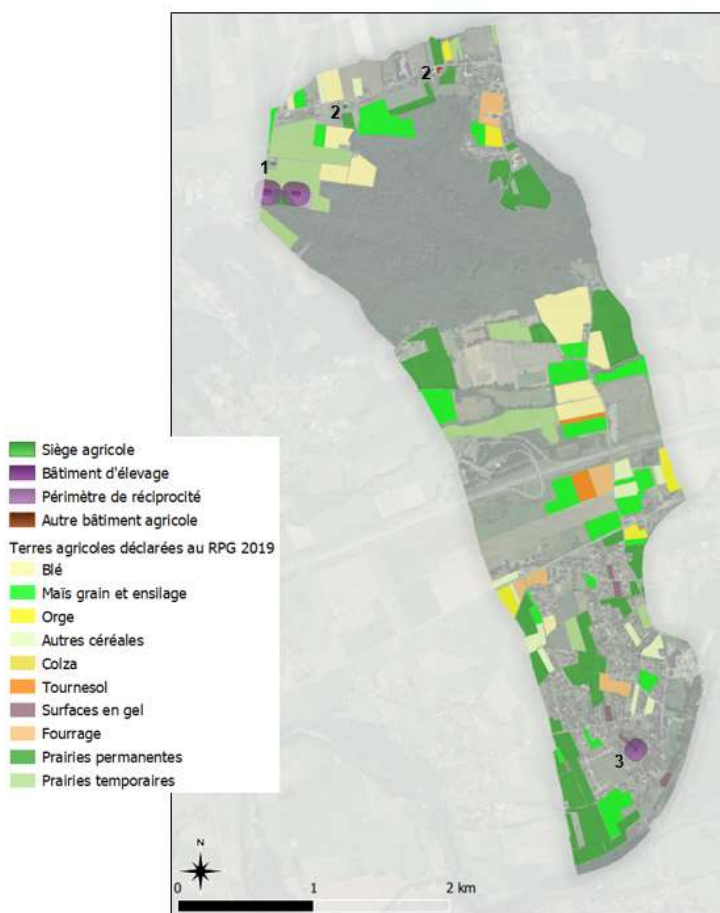 2
2
1
Siège agricole
Bâtiment d'élevage
Périmètre de réciprocité
Autre bâtiment agricole
Terres agricoles déclarées au RPG 2019
Blé
Maïs grain et ensilage
Orge
Autres céréales
Colza
Tournesol
Surfaces en gel
Fourrage
Prairies permanentes
Prairies temporaires
3
N
0 1 2 km